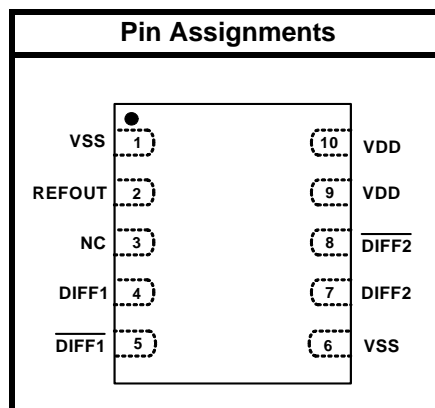 Pin Assignments
VSS 1 10 VDD
REFOUT 2 9 VDD
NC 3 8 DIFF2
DIFF1 4 7 DIFF2
DIFF1 5 6 VSS